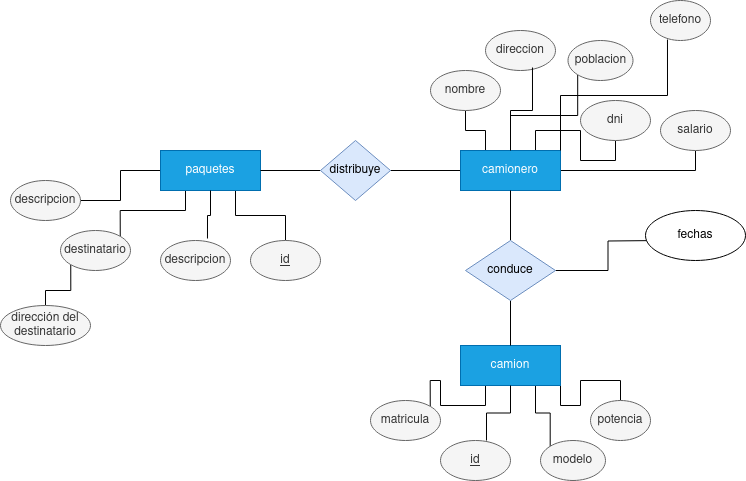 telefono
direccion
poblacion
nombre
dni
salario
paquetes
distribuye
camionero
descripcion
destinatario
descripcion
id
fechas
conduce
dirección del
destinatario
camion
matricula
potencia
id
modelo